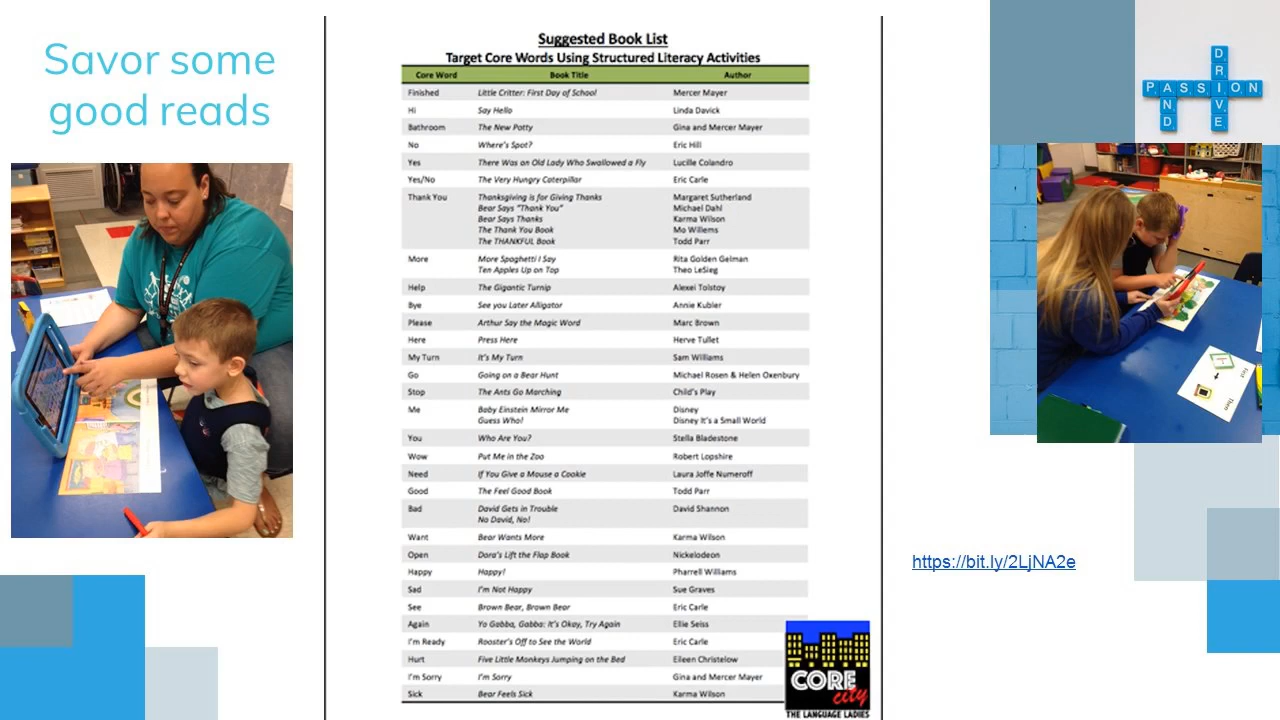 Savor some
good reads
Suggested Book List
Target Core Words Using Structured Literacy Activities
Core Word Book Title Author
Finished Little Critter: First Day of School Mercer Mayer
Hi Say Hello Linda Davick
Bathroom The New Potty Gina and Mercer Mayer
No Where's Spot? Eric Hill
Yes There Was an Old Lady Who Swallowed a Fly Lucille Colandro
Yes/No The Very Hungry Caterpillar Eric Carle
Thank You Thanksgiving is for Giving Thanks Margaret Sutherland
Bear Says "Thank You" Michael Dahl
Bear Says Thanks Karma Wilson
The Thank You Book Mo Willems
The THANKFUL Book Todd Parr
More More Spaghetti I Say Rita Golden Gelman
Ten Apples Up on Top Theo LeSieg
Help The Gigantic Turnip Alexei Tolstoy
Bye See you Later Alligator Annie Kubler
Please Arthur Say the Magic Word Marc Brown
Here Press Here Herve Tullet
My Turn It's My Turn Sam Williams
Go Going on a Bear Hunt Michael Rosen & Helen Oxenbury
Stop The Ants Go Marching Child's Play
Me Baby Einstein Mirror Me Disney
Guess Who! Disney It's a Small World
You Who Are You? Stella Bladestone
Wow Put Me in the Zoo Robert Lopshire
Need If You Give a Mouse a Cookie Laura Joffe Numeroff
Good The Feel Good Book Todd Parr
Bad David Gets in Trouble David Shannon
No David, No!
Want Bear Wants More Karma Wilson
Open Dora's Lift the Flap Book Nickelodeon
Happy Happy! Pharrell Williams
Sad I'm Not Happy Sue Graves
See Brown Bear, Brown Bear Eric Carle
Again Yo Gabba, Gabba: It's Okay, Try Again Ellie Seiss
I'm Ready Rooster's Off to See the World Eric Carle
Hurt Five Little Monkeys Jumping on the Bed Eileen Christelow
I'm Sorry I'm Sorry Gina and Mercer Mayer
Sick Bear Feels Sick Karma Wilson
CORE
city
THE LANGUAGE LADIES
PASSION
AND
DRIVE
First Then
https://bit.ly/2LjNA2e